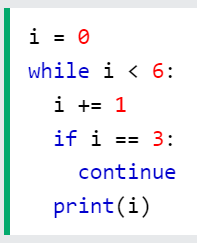 i = 0
while i < 6:
  i += 1
  if i == 3:
    continue
  print(i)